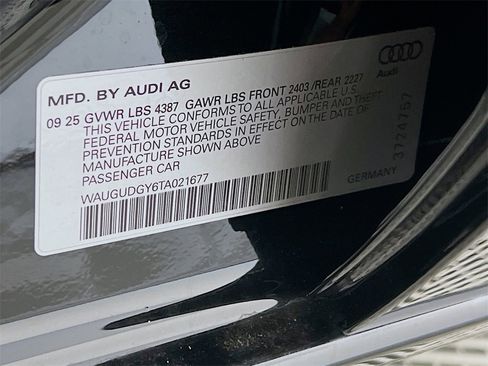 MFD. BY AUDI AG
Audi
09 25 GVWR LBS 4387 GAWR LBS FRONT 2403 /REAR 2227
THIS VEHICLE CONFORMS TO ALL APPLICABLE U.S.
FEDERAL MOTOR VEHICLE SAFETY, BUMPER AND THEFT
PREVENTION STANDARDS IN EFFECT ON THE DATE OF
MANUFACTURE SHOWN ABOVE
PASSENGER CAR
WAUGUDGY6TA021677
GERMANY
3724757